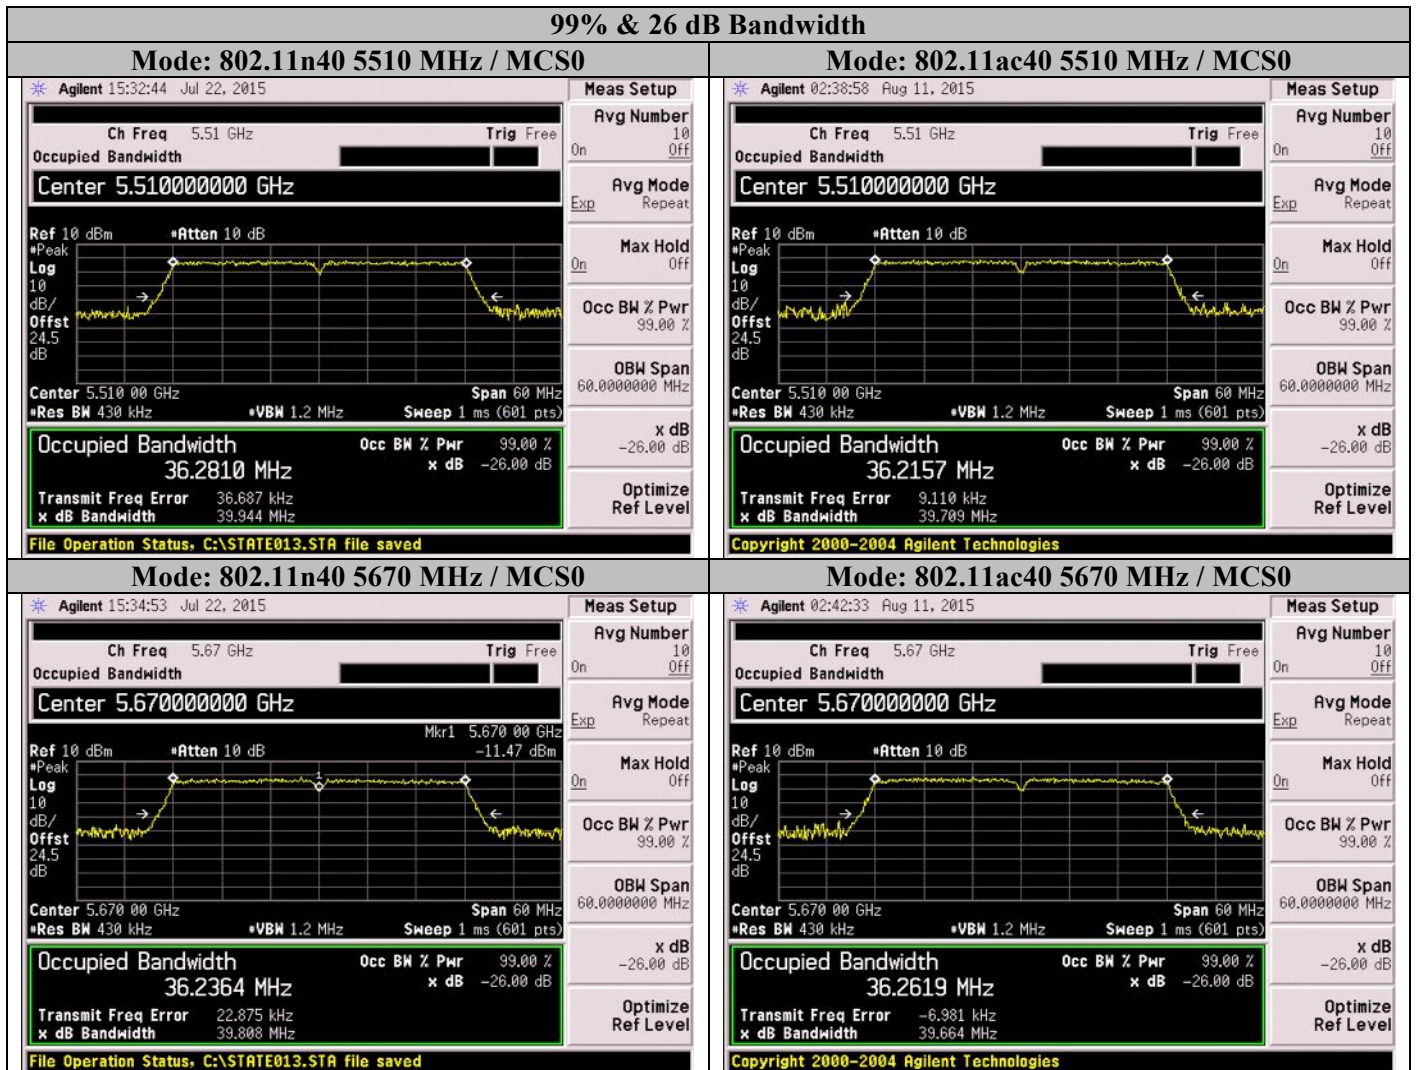 99% & 26 dB Bandwidth
Mode: 802.11n40 5510 MHz / MCS0
Agilent 15:32:44 Jul 22, 2015
Meas Setup
Ch Freq 5.51 GHz Trig Free
Occupied Bandwidth
Center 5.510000000 GHz
Ref 10 dBm #Atten 10 dB
#Peak
Log
10
dB/
Offst
24.5
dB
Center 5.510 00 GHz Span 60 MHz
#Res BW 430 kHz #VBW 1.2 MHz Sweep 1 ms (601 pts)
Occupied Bandwidth Occ BW % Pwr 99.00 %
36.2810 MHz x dB -26.00 dB
Transmit Freq Error 36.687 kHz
x dB Bandwidth 39.944 MHz
File Operation Status, C:\STATE013.STA file saved
Avg Number
10
On Off
Avg Mode
Exp Repeat
Max Hold
On Off
Occ BW % Pwr
99.00 %
OBW Span
60.0000000 MHz
x dB
-26.00 dB
Optimize
Ref Level
Mode: 802.11ac40 5510 MHz / MCS0
Agilent 02:38:58 Aug 11, 2015
Meas Setup
Ch Freq 5.51 GHz Trig Free
Occupied Bandwidth
Center 5.510000000 GHz
Ref 10 dBm #Atten 10 dB
#Peak
Log
10
dB/
Offst
24.5
dB
Center 5.510 00 GHz Span 60 MHz
#Res BW 430 kHz #VBW 1.2 MHz Sweep 1 ms (601 pts)
Occupied Bandwidth Occ BW % Pwr 99.00 %
36.2157 MHz x dB -26.00 dB
Transmit Freq Error 9.110 kHz
x dB Bandwidth 39.709 MHz
Copyright 2000-2004 Agilent Technologies
Avg Number
10
On Off
Avg Mode
Exp Repeat
Max Hold
On Off
Occ BW % Pwr
99.00 %
OBW Span
60.0000000 MHz
x dB
-26.00 dB
Optimize
Ref Level
Mode: 802.11n40 5670 MHz / MCS0
Agilent 15:34:53 Jul 22, 2015
Meas Setup
Ch Freq 5.67 GHz Trig Free
Occupied Bandwidth
Center 5.670000000 GHz
Mkr1 5.670 00 GHz
Ref 10 dBm #Atten 10 dB -11.47 dBm
#Peak
Log
10
dB/
Offst
24.5
dB
1
Center 5.670 00 GHz Span 60 MHz
#Res BW 430 kHz #VBW 1.2 MHz Sweep 1 ms (601 pts)
Occupied Bandwidth Occ BW % Pwr 99.00 %
36.2364 MHz x dB -26.00 dB
Transmit Freq Error 22.875 kHz
x dB Bandwidth 39.808 MHz
File Operation Status, C:\STATE013.STA file saved
Avg Number
10
On Off
Avg Mode
Exp Repeat
Max Hold
On Off
Occ BW % Pwr
99.00 %
OBW Span
60.0000000 MHz
x dB
-26.00 dB
Optimize
Ref Level
Mode: 802.11ac40 5670 MHz / MCS0
Agilent 02:42:33 Aug 11, 2015
Meas Setup
Ch Freq 5.67 GHz Trig Free
Occupied Bandwidth
Center 5.670000000 GHz
Ref 10 dBm #Atten 10 dB
#Peak
Log
10
dB/
Offst
24.5
dB
Center 5.670 00 GHz Span 60 MHz
#Res BW 430 kHz #VBW 1.2 MHz Sweep 1 ms (601 pts)
Occupied Bandwidth Occ BW % Pwr 99.00 %
36.2619 MHz x dB -26.00 dB
Transmit Freq Error -6.981 kHz
x dB Bandwidth 39.664 MHz
Copyright 2000-2004 Agilent Technologies
Avg Number
10
On Off
Avg Mode
Exp Repeat
Max Hold
On Off
Occ BW % Pwr
99.00 %
OBW Span
60.0000000 MHz
x dB
-26.00 dB
Optimize
Ref Level